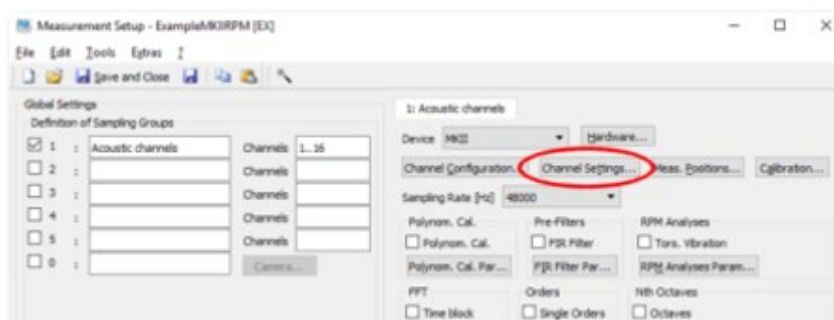 Measurement Setup - ExampleMKIIRPM [EX]
File Edit Tools Extras ?
Save and Close
Global Settings
Definition of Sampling Groups
1 : Acoustic channels Channels 1...16
2 : Channels
3 : Channels
4 : Channels
5 : Channels
0 : Camera...
1: Acoustic channels
Device MKII Hardware...
Channel Configuration... Channel Settings... Meas. Positions... Calibration...
Sampling Rate [Hz] 48000
Polynom. Cal. Pre-Filters RPM Analyses
Polynom. Cal. FIR Filter Tors. Vibration
Polynom. Cal. Par... FIR Filter Par... RPM Analyses Param...
FFT Orders Nth Octaves
Time block Single Orders Octaves